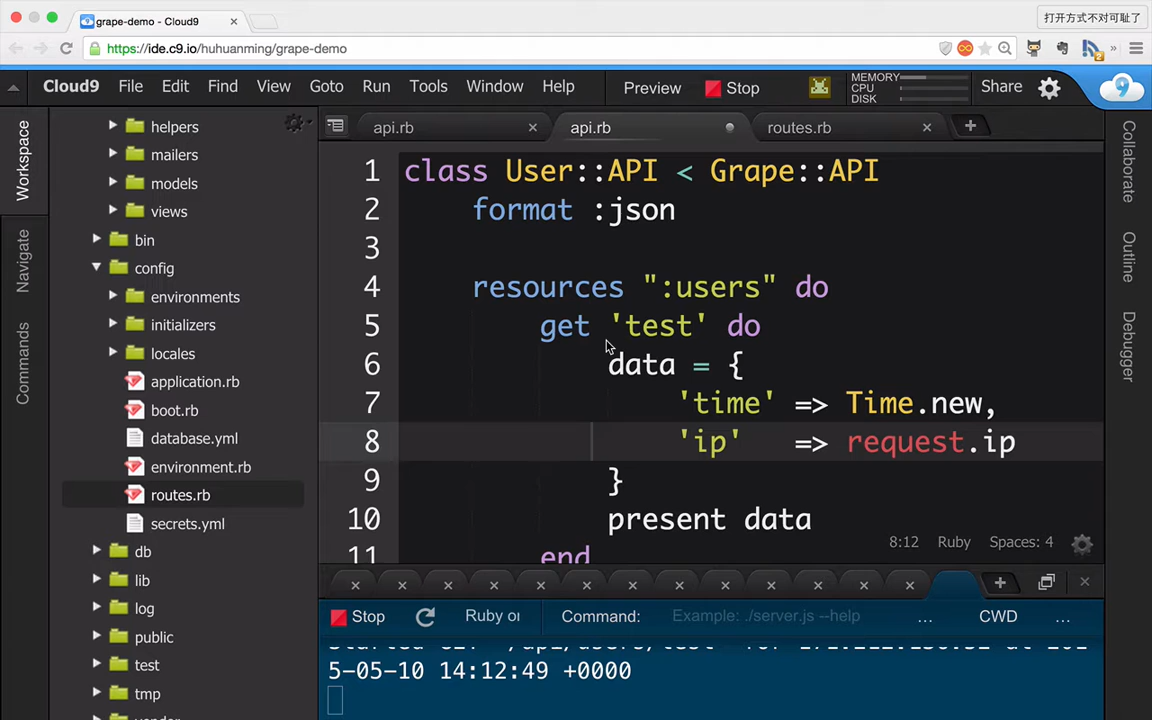 grape-demo - Cloud9
打开方式不对可耻了
https://ide.c9.io/huhuanming/grape-demo
Cloud9 File Edit Find View Goto Run Tools Window Help Preview Stop MEMORY CPU DISK Share
Workspace
Navigate
Commands
helpers
mailers
models
views
bin
config
environments
initializers
locales
application.rb
boot.rb
database.yml
environment.rb
routes.rb
secrets.yml
db
lib
log
public
test
tmp
api.rb api.rb routes.rb
1 class User::API < Grape::API
2 format :json
3
4 resources ":users" do
5 get 'test' do
6 data = {
7 'time' => Time.new,
8 'ip' => request.ip
9 }
10 present data
11 end
8:12 Ruby Spaces: 4
Collaborate
Outline
Debugger
Stop Ruby Command: Example: ./server.js --help ... CWD ...
5-05-10 14:12:49 +0000